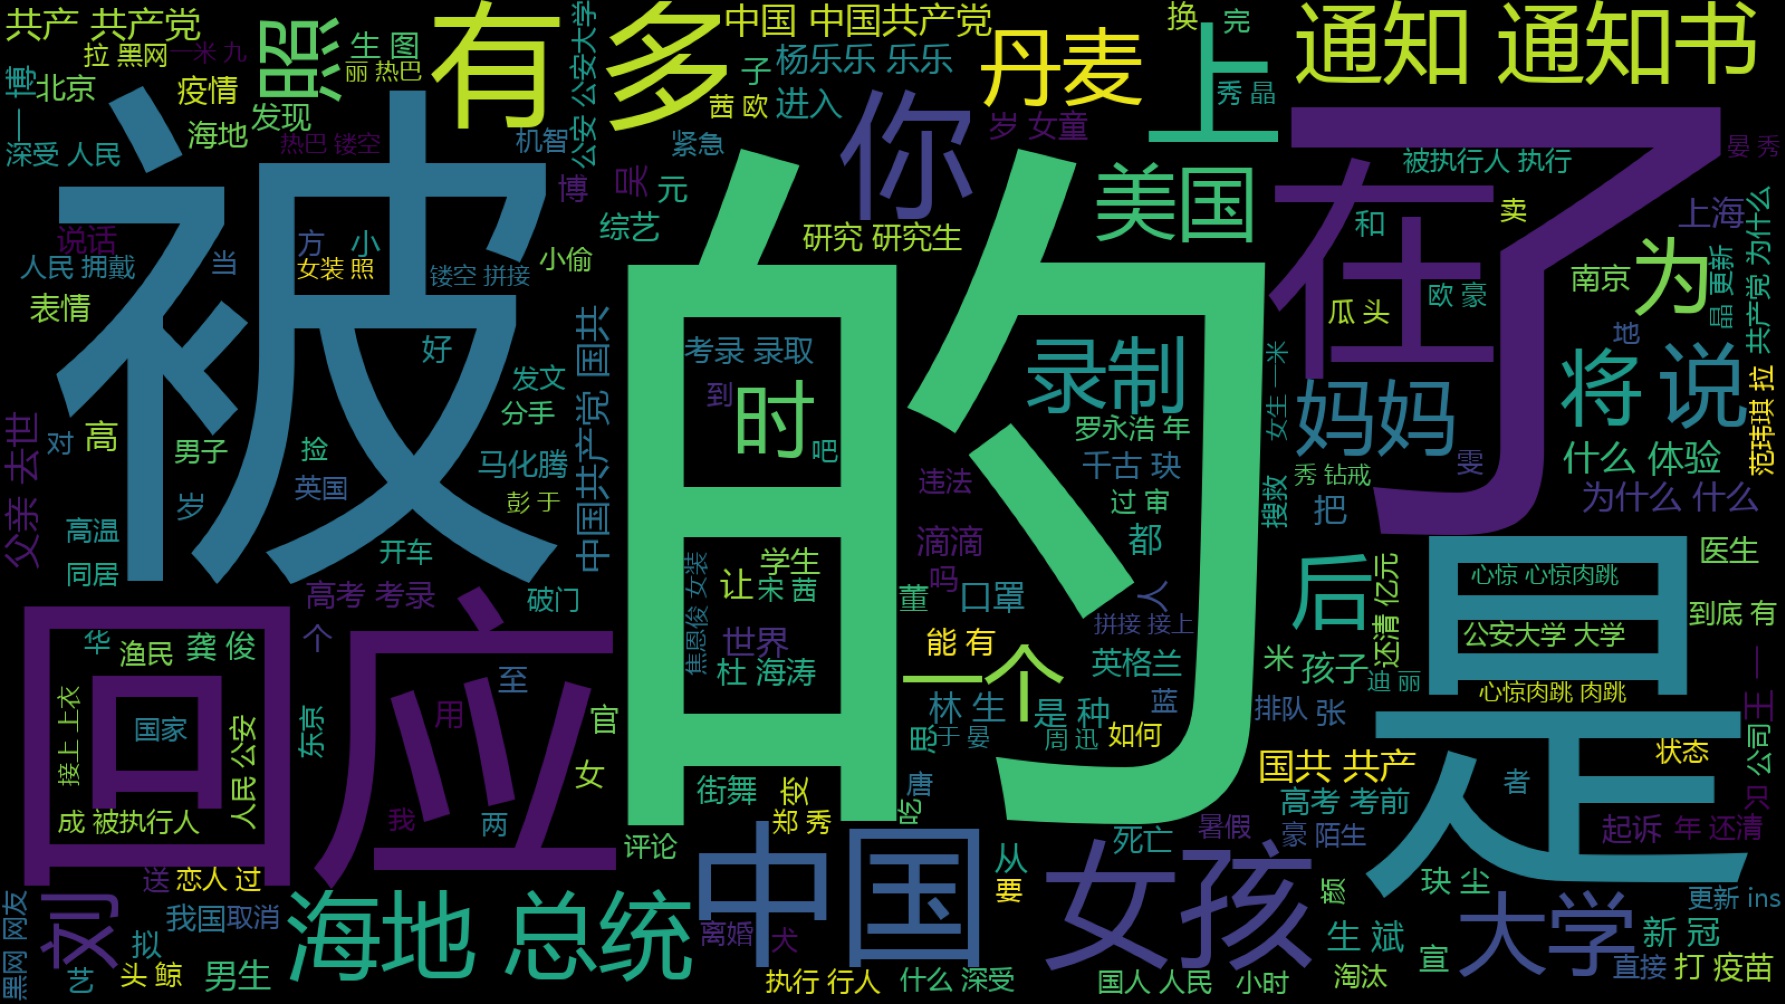 共产 共产党
拉 黑网
一米 九
照
生 图
丽 热巴
有多
公安 公安大学
中国 中国共产党
杨乐乐 乐乐
子
茜 欧
进入
丹麦
换
完
上
秀 晶
通知 通知书
一 博
北京
疫情
发现
海地
热巴 镂空
深受 人民
机智
紧急
你
岁 女童
被执行人 执行
晏 秀
被
博
吴
元
综艺
研究 研究生
美国
在
了
和
卖
上海
共产党 为什么
说话
人民 拥戴
当
方
小
女装 照
镂空 拼接
小偷
表情
的
瓜 头
欧 豪
南京
为
晶 更新
地
好
中国共产党 国共
考录 录取
到
时
录制
女生 一米
妈妈
将
说
范玮琪 拉
发文
分手
父亲 去世
对
高
男子
捡
英国
岁
马化腾
彭 于
吧
罗永浩 年
千古 玦
过 审
违法
秀 钻戒
雯
什么 体验
为什么 什么
把
搜救
高温
同居
开车
高考 考录
破门
滴滴
吗
都
人
焦恩俊 女装
学生
让
宋 茜
董
口罩
后
还清 亿元
是
心惊 心惊肉跳
公安大学 大学
心惊肉跳 肉跳
医生
到底 有
回应
华
渔民
龚 俊
个
世界
杜 海涛
能 有
一个
拼接 接上
英格兰
米
孩子
迪 丽
接上 上衣
国家
人民 公安
东京
用
至
官
女
林 生
是 种
蓝
思
于 晏
周 迅
如何
排队
张
公司
王 一
状态
只
成 被执行人
我
两
街舞
唐
吃
郑 秀
评论
国共 共产
高考 考前
者
豪 陌生
暑假
起诉
年 还清
死亡
从
要
送
恋人 过
黑网 网友
刘
我国
取消
拟
艺
头 鲸
男生
海地 总统
中国
离婚
犬
执行 行人
什么 深受
女孩
国人 人民
小时
颜
玦 尘
生 斌
宣
淘汰
大学
更新 ins
新 冠
直接
打 疫苗